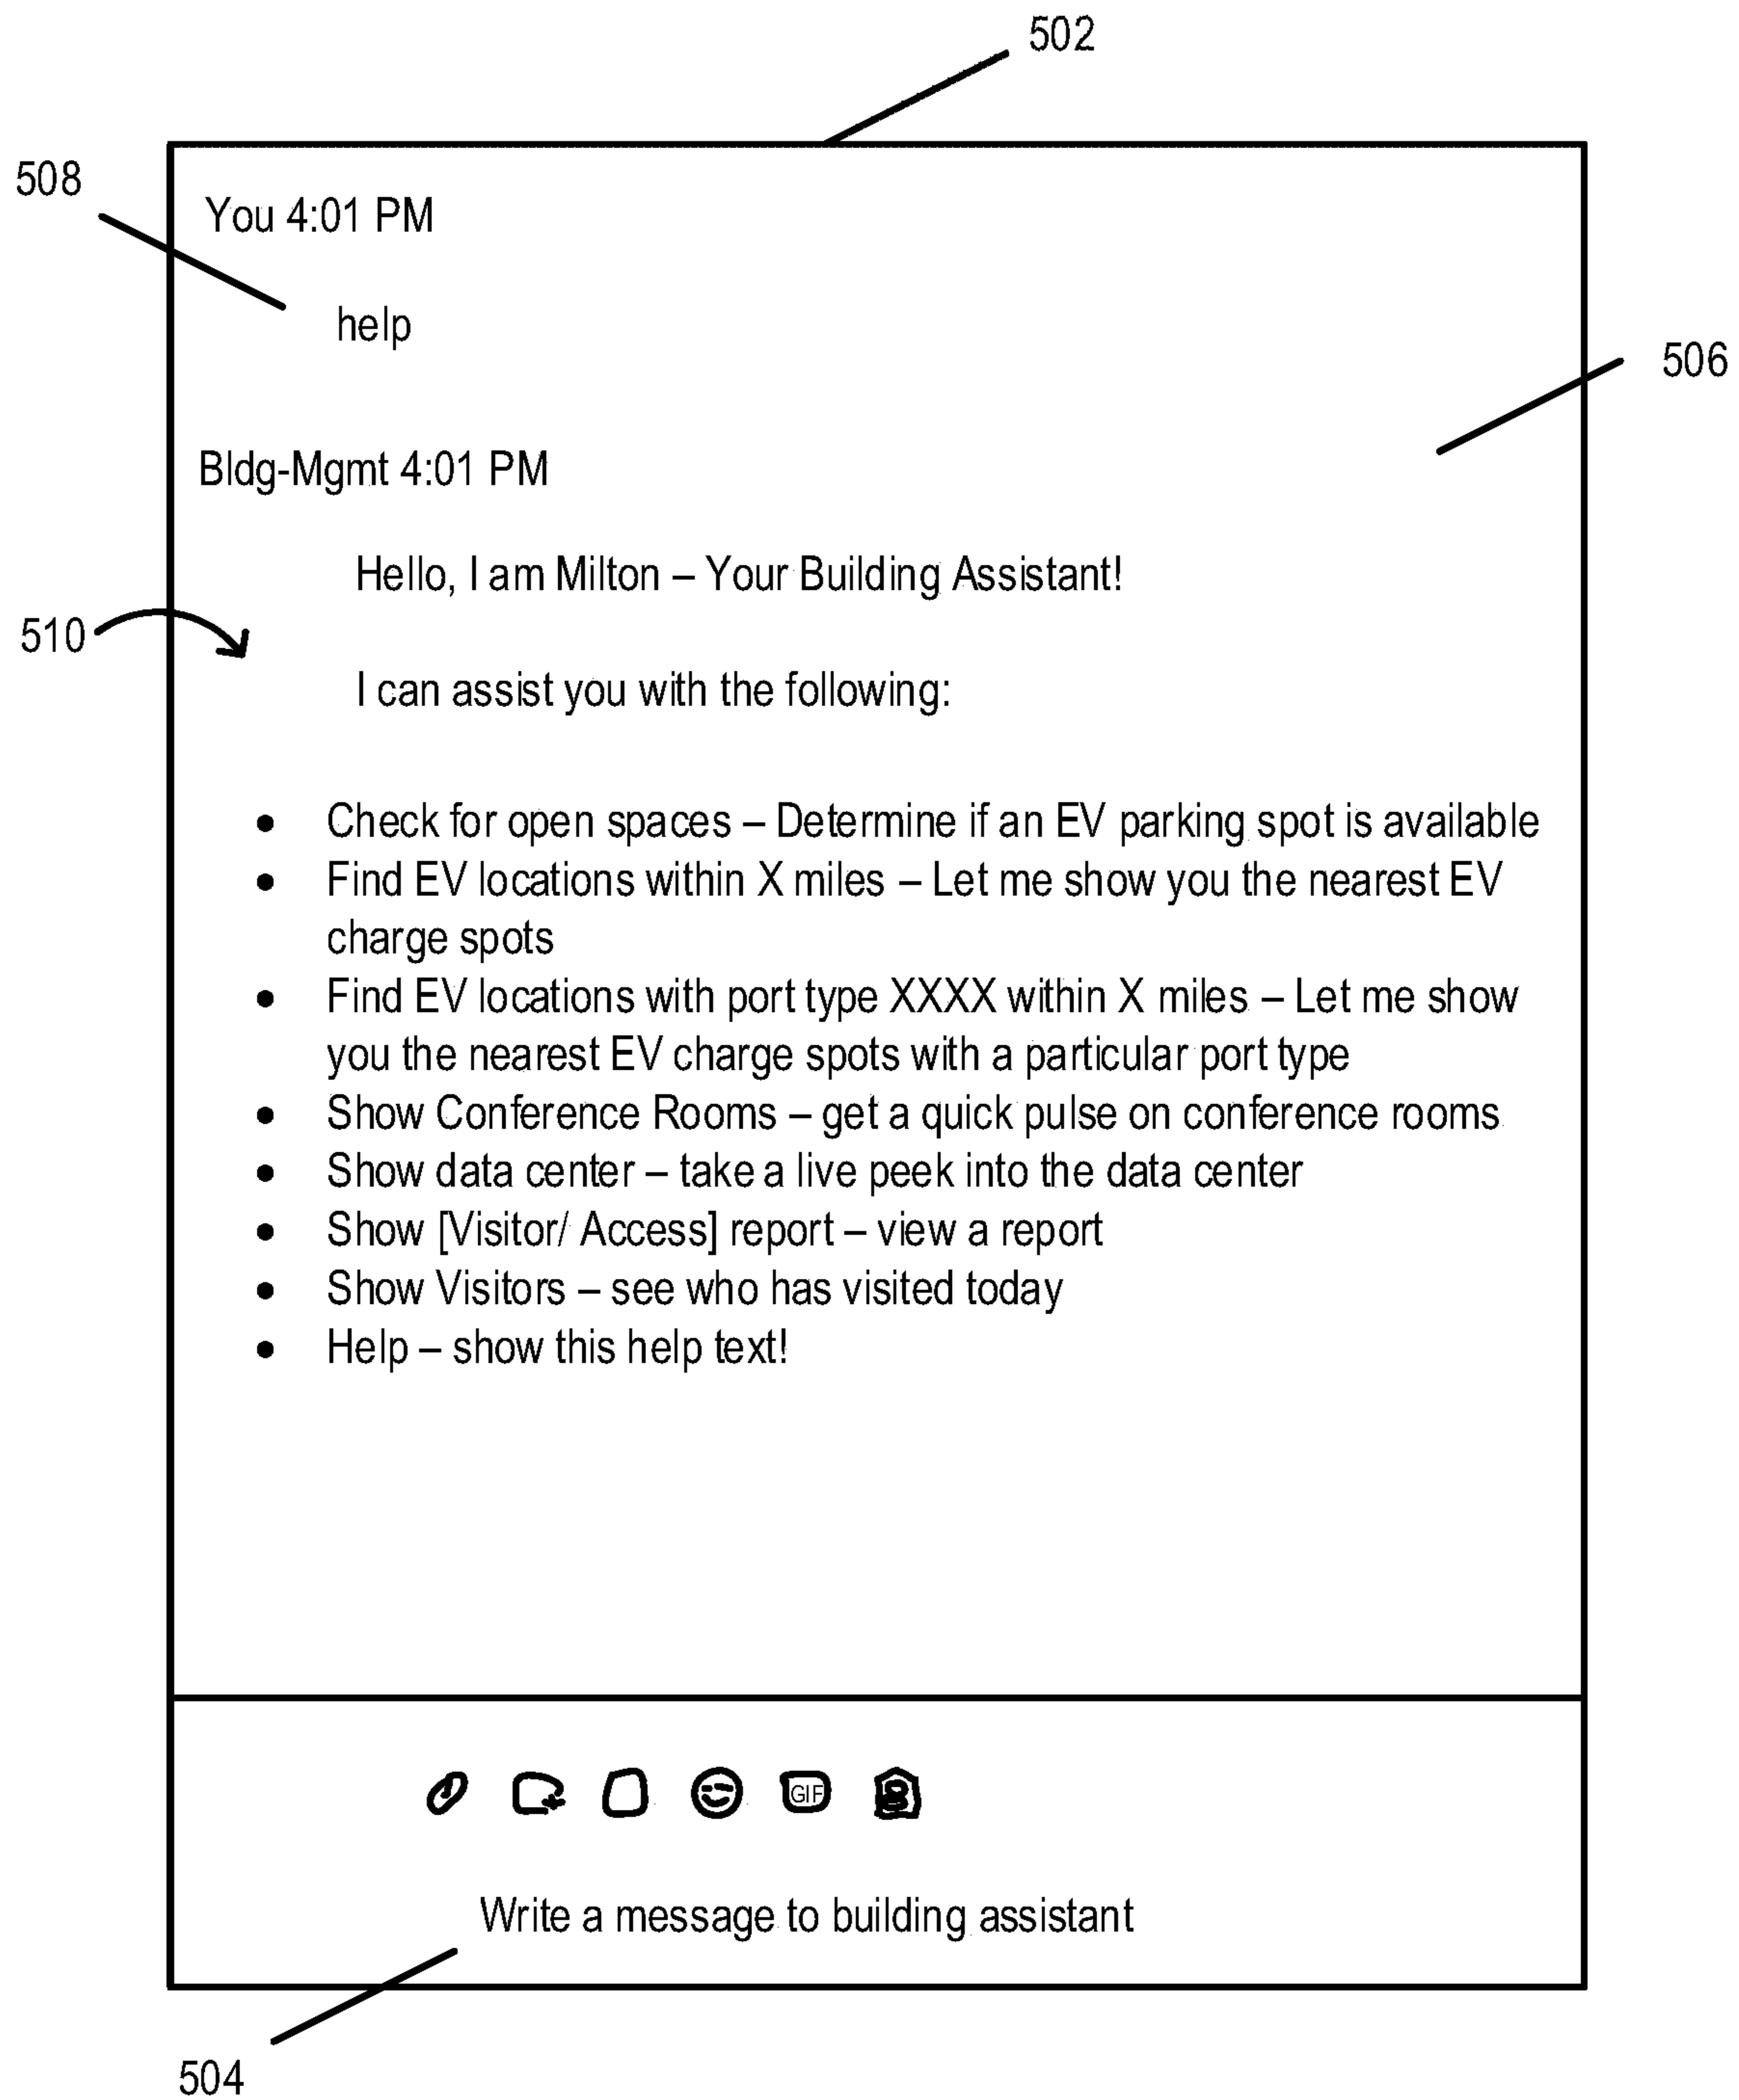 502
508
You 4:01 PM
help
506
Bldg-Mgmt 4:01 PM
Hello, I am Milton – Your Building Assistant!
510
I can assist you with the following:
• Check for open spaces – Determine if an EV parking spot is available
• Find EV locations within X miles – Let me show you the nearest EV
charge spots
• Find EV locations with port type XXXX within X miles – Let me show
you the nearest EV charge spots with a particular port type
• Show Conference Rooms – get a quick pulse on conference rooms
• Show data center – take a live peek into the data center
• Show [Visitor/ Access] report – view a report
• Show Visitors – see who has visited today
• Help – show this help text!
GIF
Write a message to building assistant
504